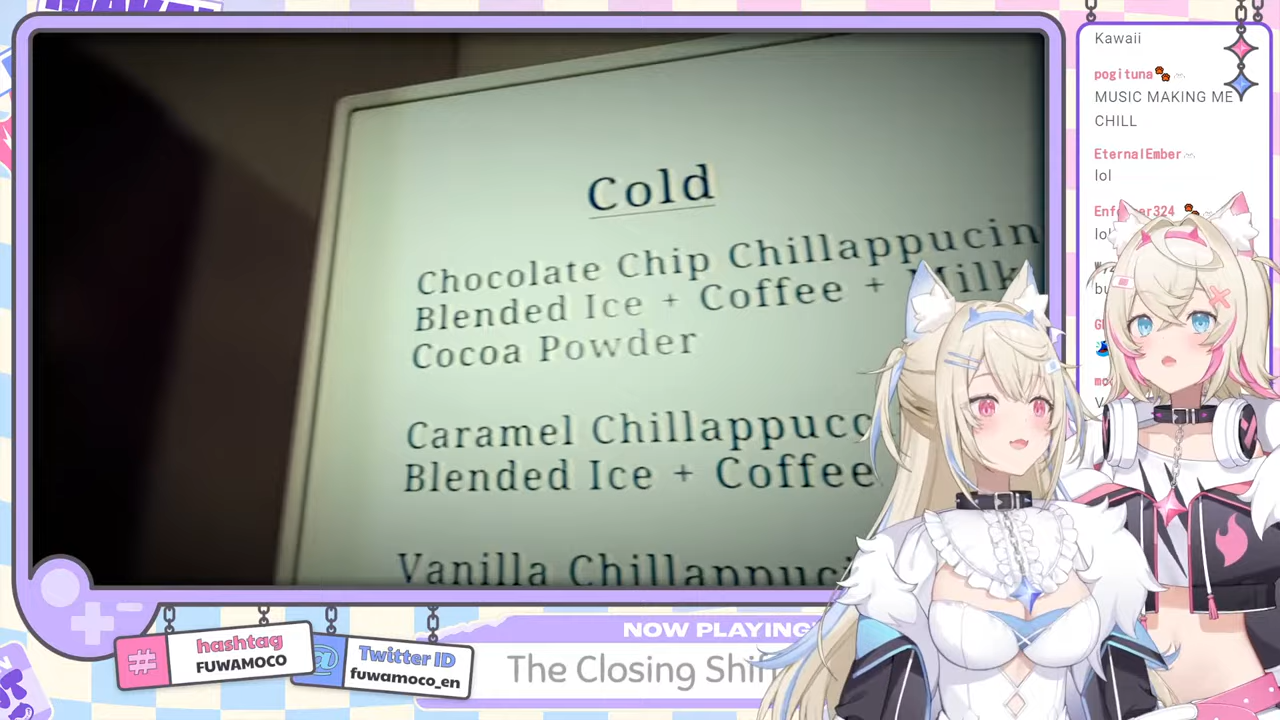 Cold
Chocolate Chip Chillappucin
Blended Ice + Coffee + Milk
Cocoa Powder
Caramel Chillappucc
Blended Ice + Coffee
Vanilla Chillappuci
Kawaii
pogituna
MUSIC MAKING ME
CHILL
EternalEmber
lol
hashtag
#
FUWAMOCO
@
Twitter ID
fuwamoco_en
NOW PLAYING
The Closing Shi